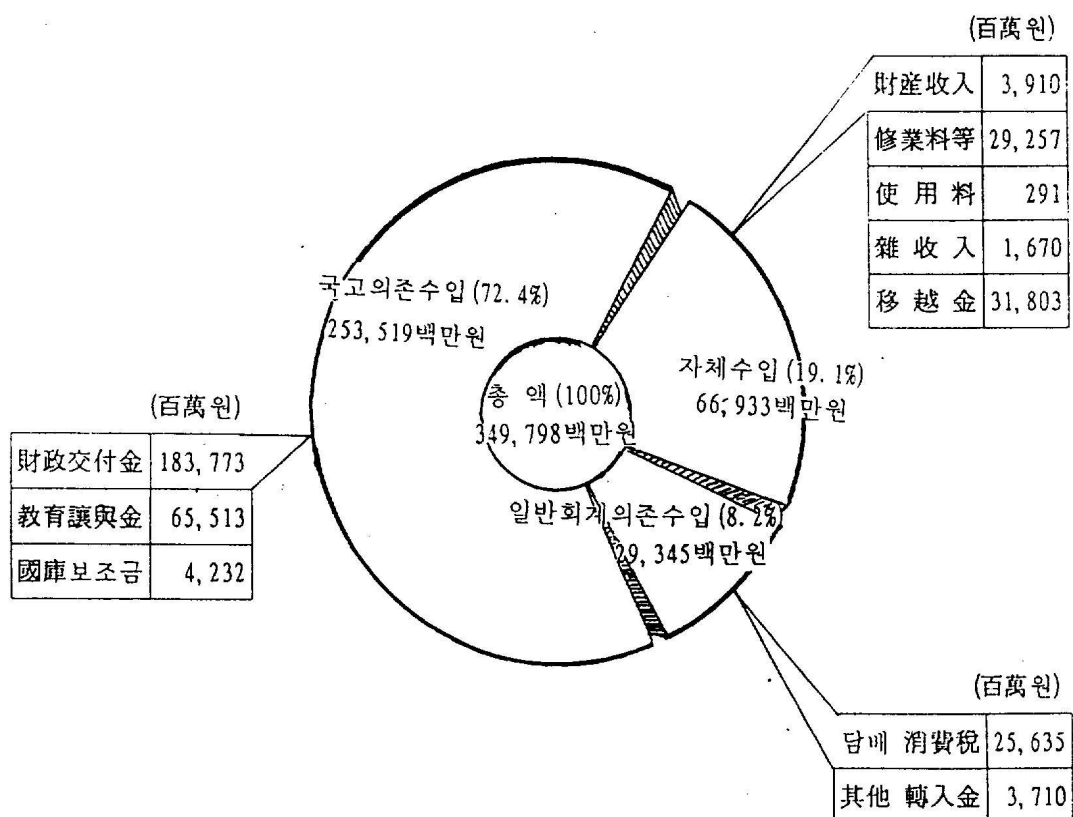 (百萬원)
財産收入 3,910
修業料等 29,257
使用料 291
雜收入 1,670
移越金 31,803
국고의존수입 (72.4%)
253,519백만원
자체수입 (19.1%)
66,933백만원
총 액 (100%)
349,798백만원
(百萬원)
財政交付金 183,773
教育讓與金 65,513
國庫보조금 4,232
일반회계의존수입 (8.2%)
29,345백만원
(百萬원)
담배 消費稅 25,635
其他 轉入金 3,710